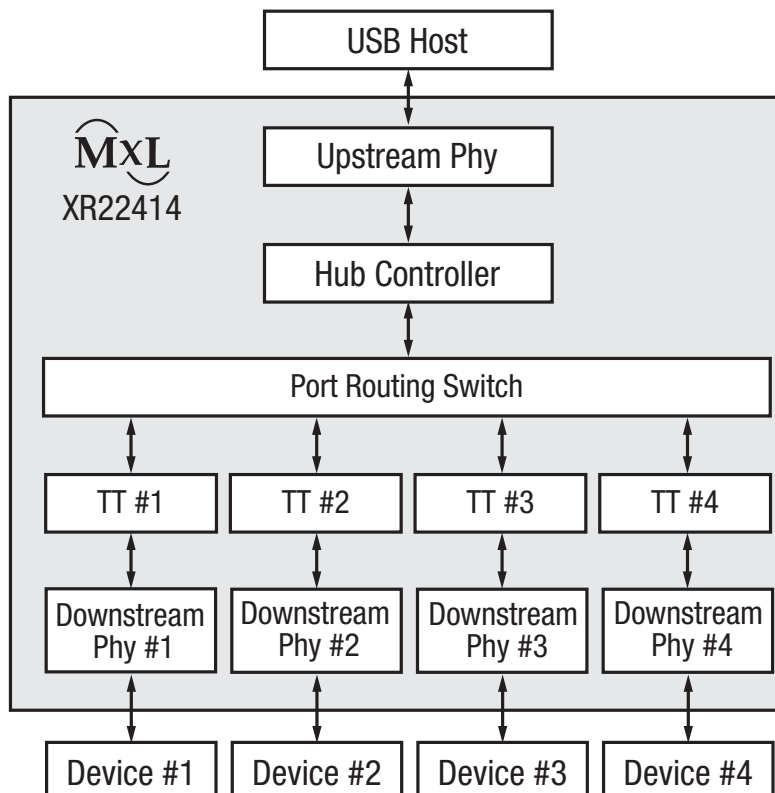 USB Host
MxL
XR22414
Upstream Phy
Hub Controller
Port Routing Switch
TT #1
TT #2
TT #3
TT #4
Downstream
Phy #1
Downstream
Phy #2
Downstream
Phy #3
Downstream
Phy #4
Device #1
Device #2
Device #3
Device #4